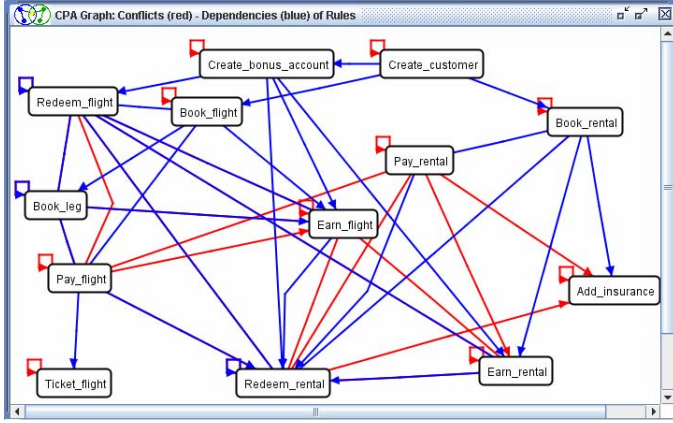 CPA Graph: Conflicts (red) - Dependencies (blue) of Rules
Create_bonus_account
Create_customer
Redeem_flight
Book_flight
Book_rental
Pay_rental
Book_leg
Earn_flight
Pay_flight
Add_insurance
Ticket_flight
Redeem_rental
Earn_rental